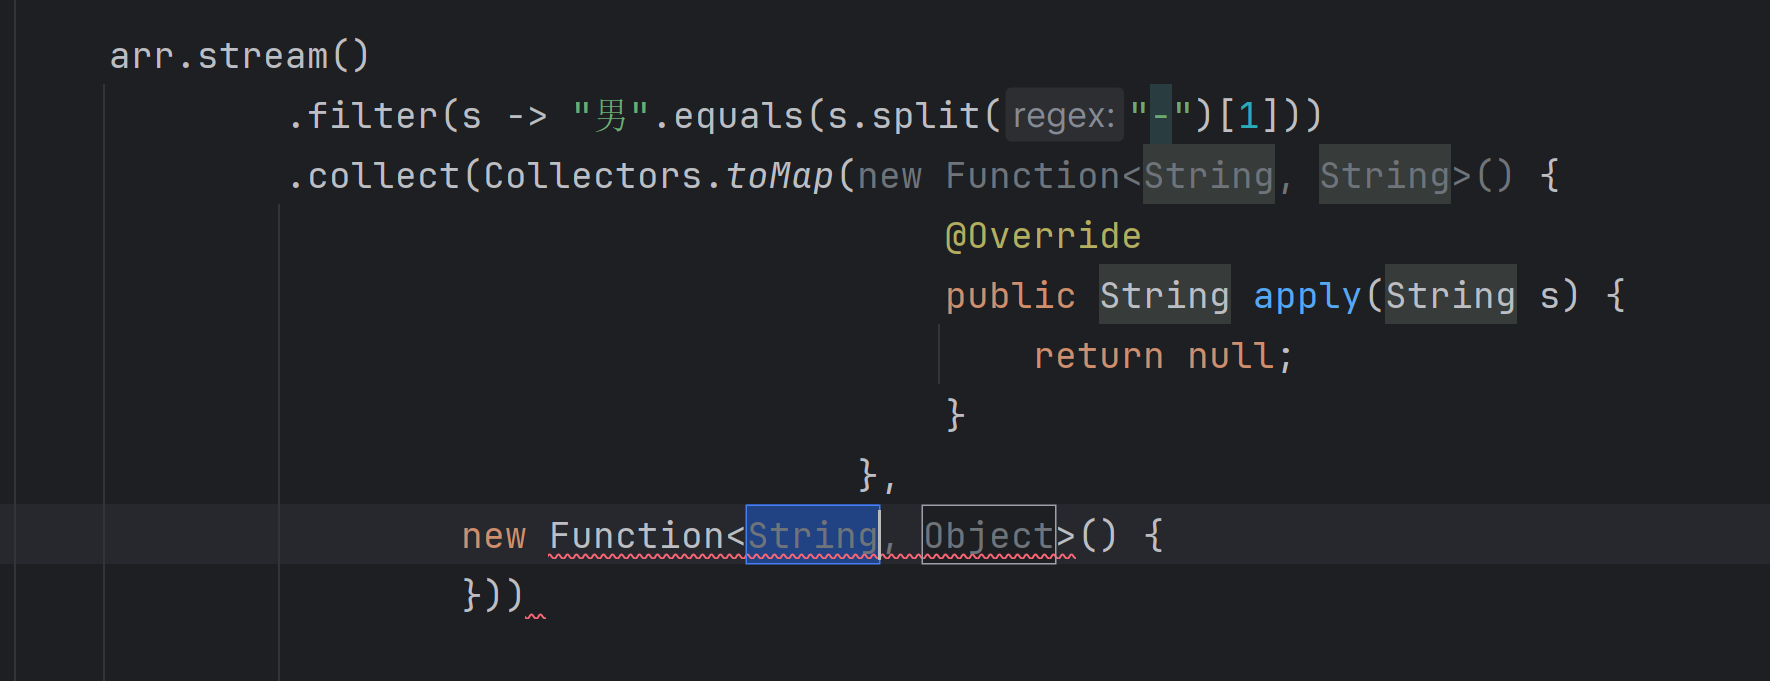 arr.stream()
.filter(s -> "男".equals(s.split(regex:"-")[1]))
.collect(Collectors.toMap(new Function<String, String>() {
@Override
public String apply(String s) {
return null;
}
},
new Function<String, Object>() {
}))